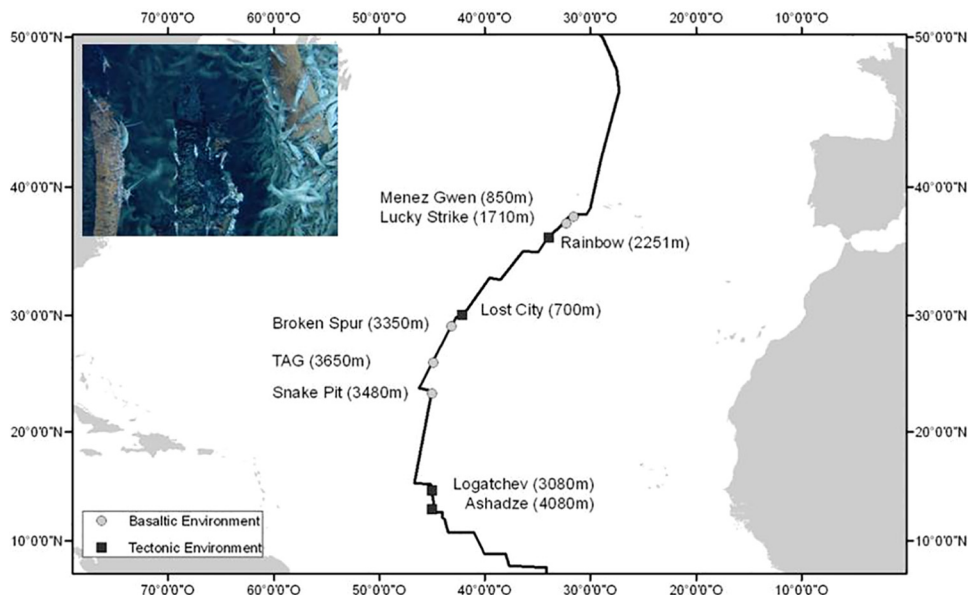 70°0'0"W 60°0'0"W 50°0'0"W 40°0'0"W 30°0'0"W 20°0'0"W 10°0'0"W
50°0'0"N 50°0'0"N
40°0'0"N 40°0'0"N
Menez Gwen (850m)
Lucky Strike (1710m)
Rainbow (2251m)
30°0'0"N 30°0'0"N
Lost City (700m)
Broken Spur (3350m)
TAG (3650m)
Snake Pit (3480m)
20°0'0"N 20°0'0"N
Logatchev (3080m)
Ashadze (4080m)
Basaltic Environment
Tectonic Environment
10°0'0"N 10°0'0"N
70°0'0"W 60°0'0"W 50°0'0"W 40°0'0"W 30°0'0"W 20°0'0"W 10°0'0"W